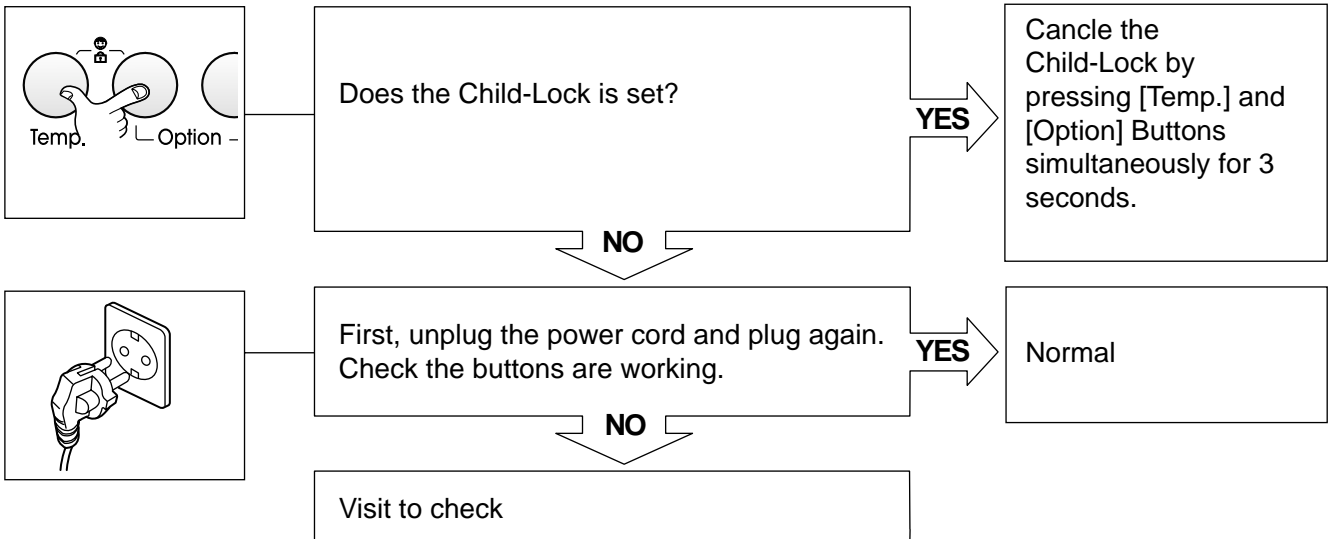 Temp.
Option
Does the Child-Lock is set?
YES
Cancle the
Child-Lock by
pressing [Temp.] and
[Option] Buttons
simultaneously for 3
seconds.
NO
First, unplug the power cord and plug again.
Check the buttons are working.
YES
Normal
NO
Visit to check